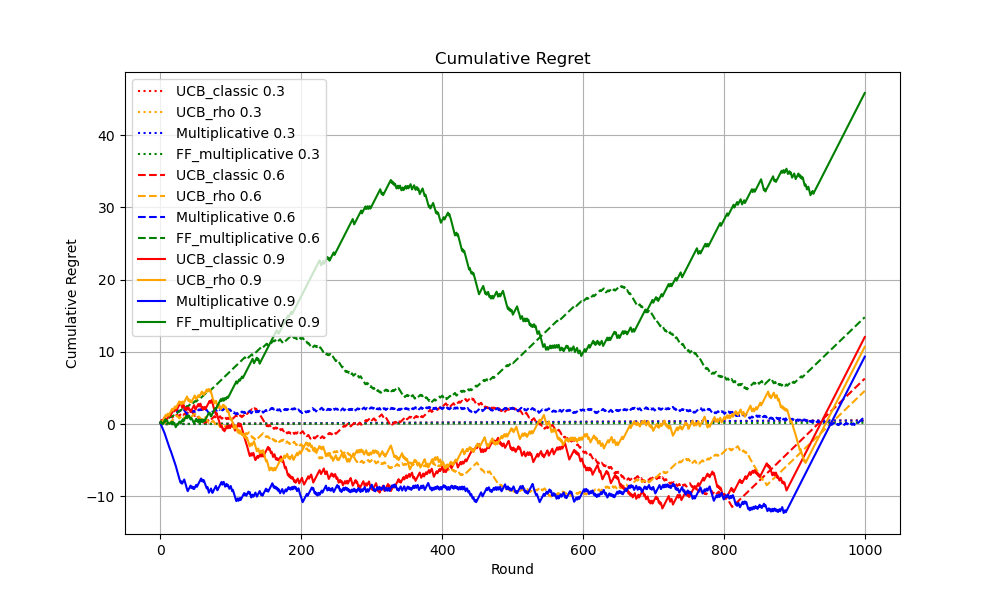 Cumulative Regret
Cumulative Regret
40
30
20
10
0
−10
UCB_classic 0.3
UCB_rho 0.3
Multiplicative 0.3
FF_multiplicative 0.3
UCB_classic 0.6
UCB_rho 0.6
Multiplicative 0.6
FF_multiplicative 0.6
UCB_classic 0.9
UCB_rho 0.9
Multiplicative 0.9
FF_multiplicative 0.9
0 200 400 600 800 1000
Round